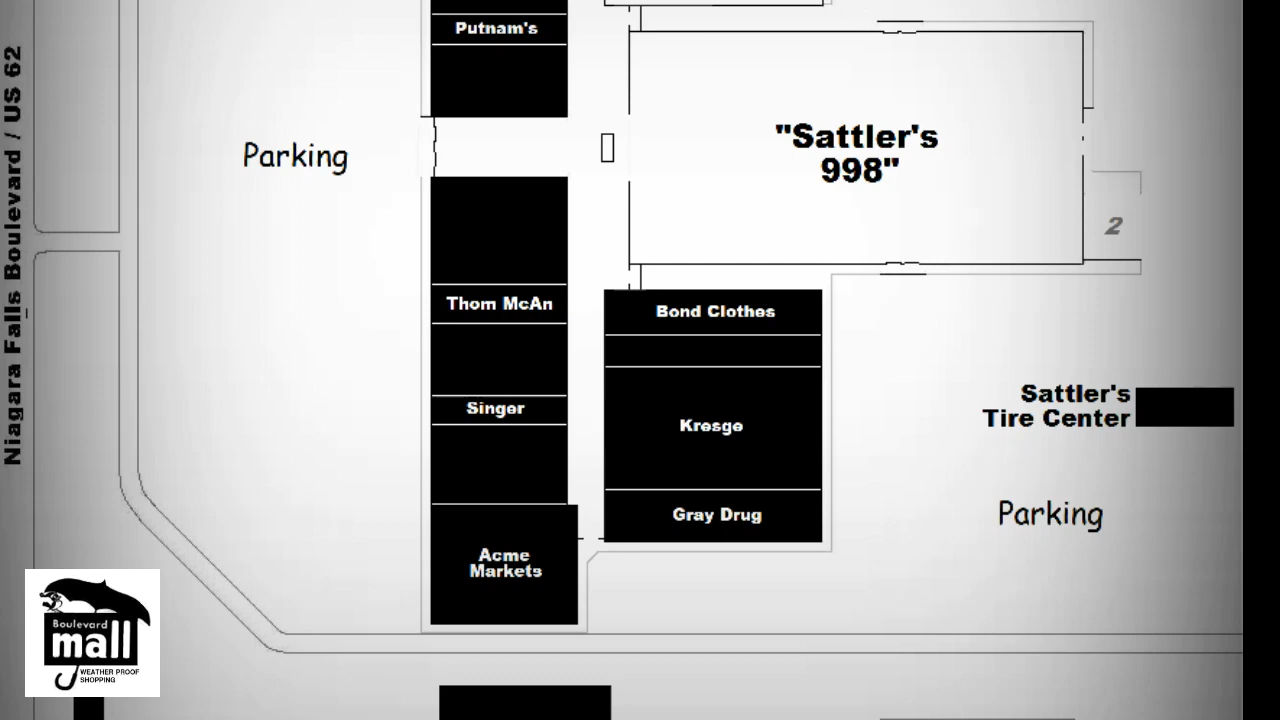 Niagara Falls Boulevard / US 62
Putnam's
Parking
"Sattler's
998"
2
Thom McAn
Bond Clothes
Singer
Kresge
Sattler's
Tire Center
Gray Drug
Parking
Acme
Markets
Boulevard
mall
WEATHER PROOF
SHOPPING